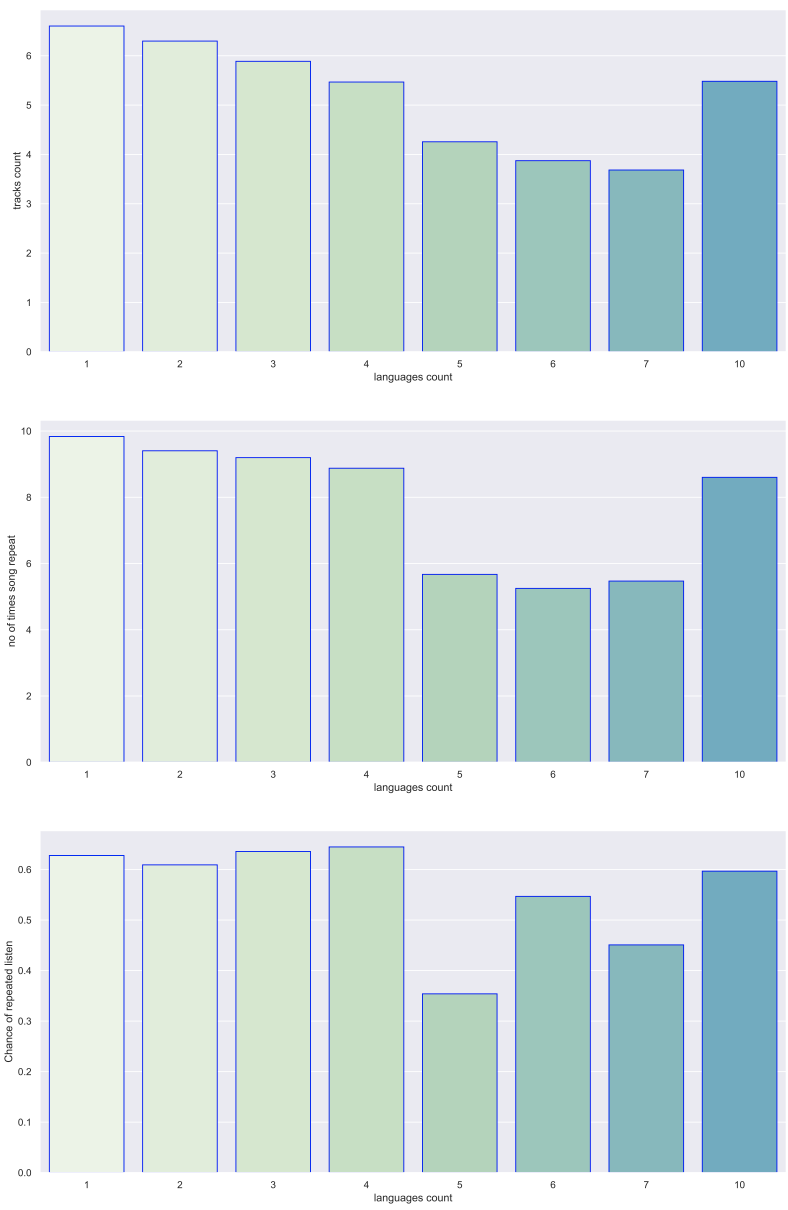 6
5
4
3
2
1
0
tracks count
1 2 3 4 5 6 7 10
languages count
10
8
6
4
2
0
no of times song repeat
1 2 3 4 5 6 7 10
languages count
0.6
0.5
0.4
0.3
0.2
0.1
0.0
Chance of repeated listen
1 2 3 4 5 6 7 10
languages count